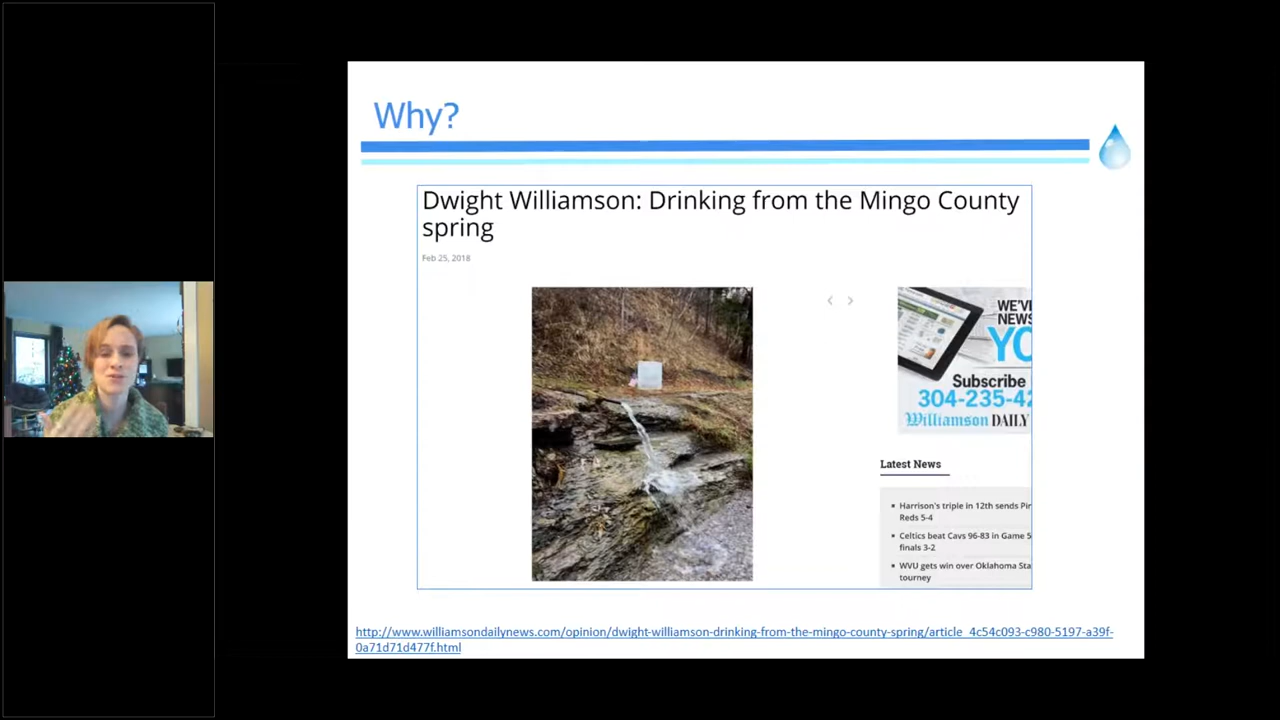 Why?
Dwight Williamson: Drinking from the Mingo County
spring
Feb 25, 2018
WE'V
NEWS
YO
Subscribe
304-235-42
Williamson DAILY
Latest News
Harrison's triple in 12th sends Pir
Reds 5-4
Celtics beat Cavs 96-83 in Game 5
finals 3-2
WVU gets win over Oklahoma Sta
tourney
http://www.williamsondailynews.com/opinion/dwight-williamson-drinking-from-the-mingo-county-spring/article_4c54c093-c980-5197-a39f-
0a71d71d477f.html